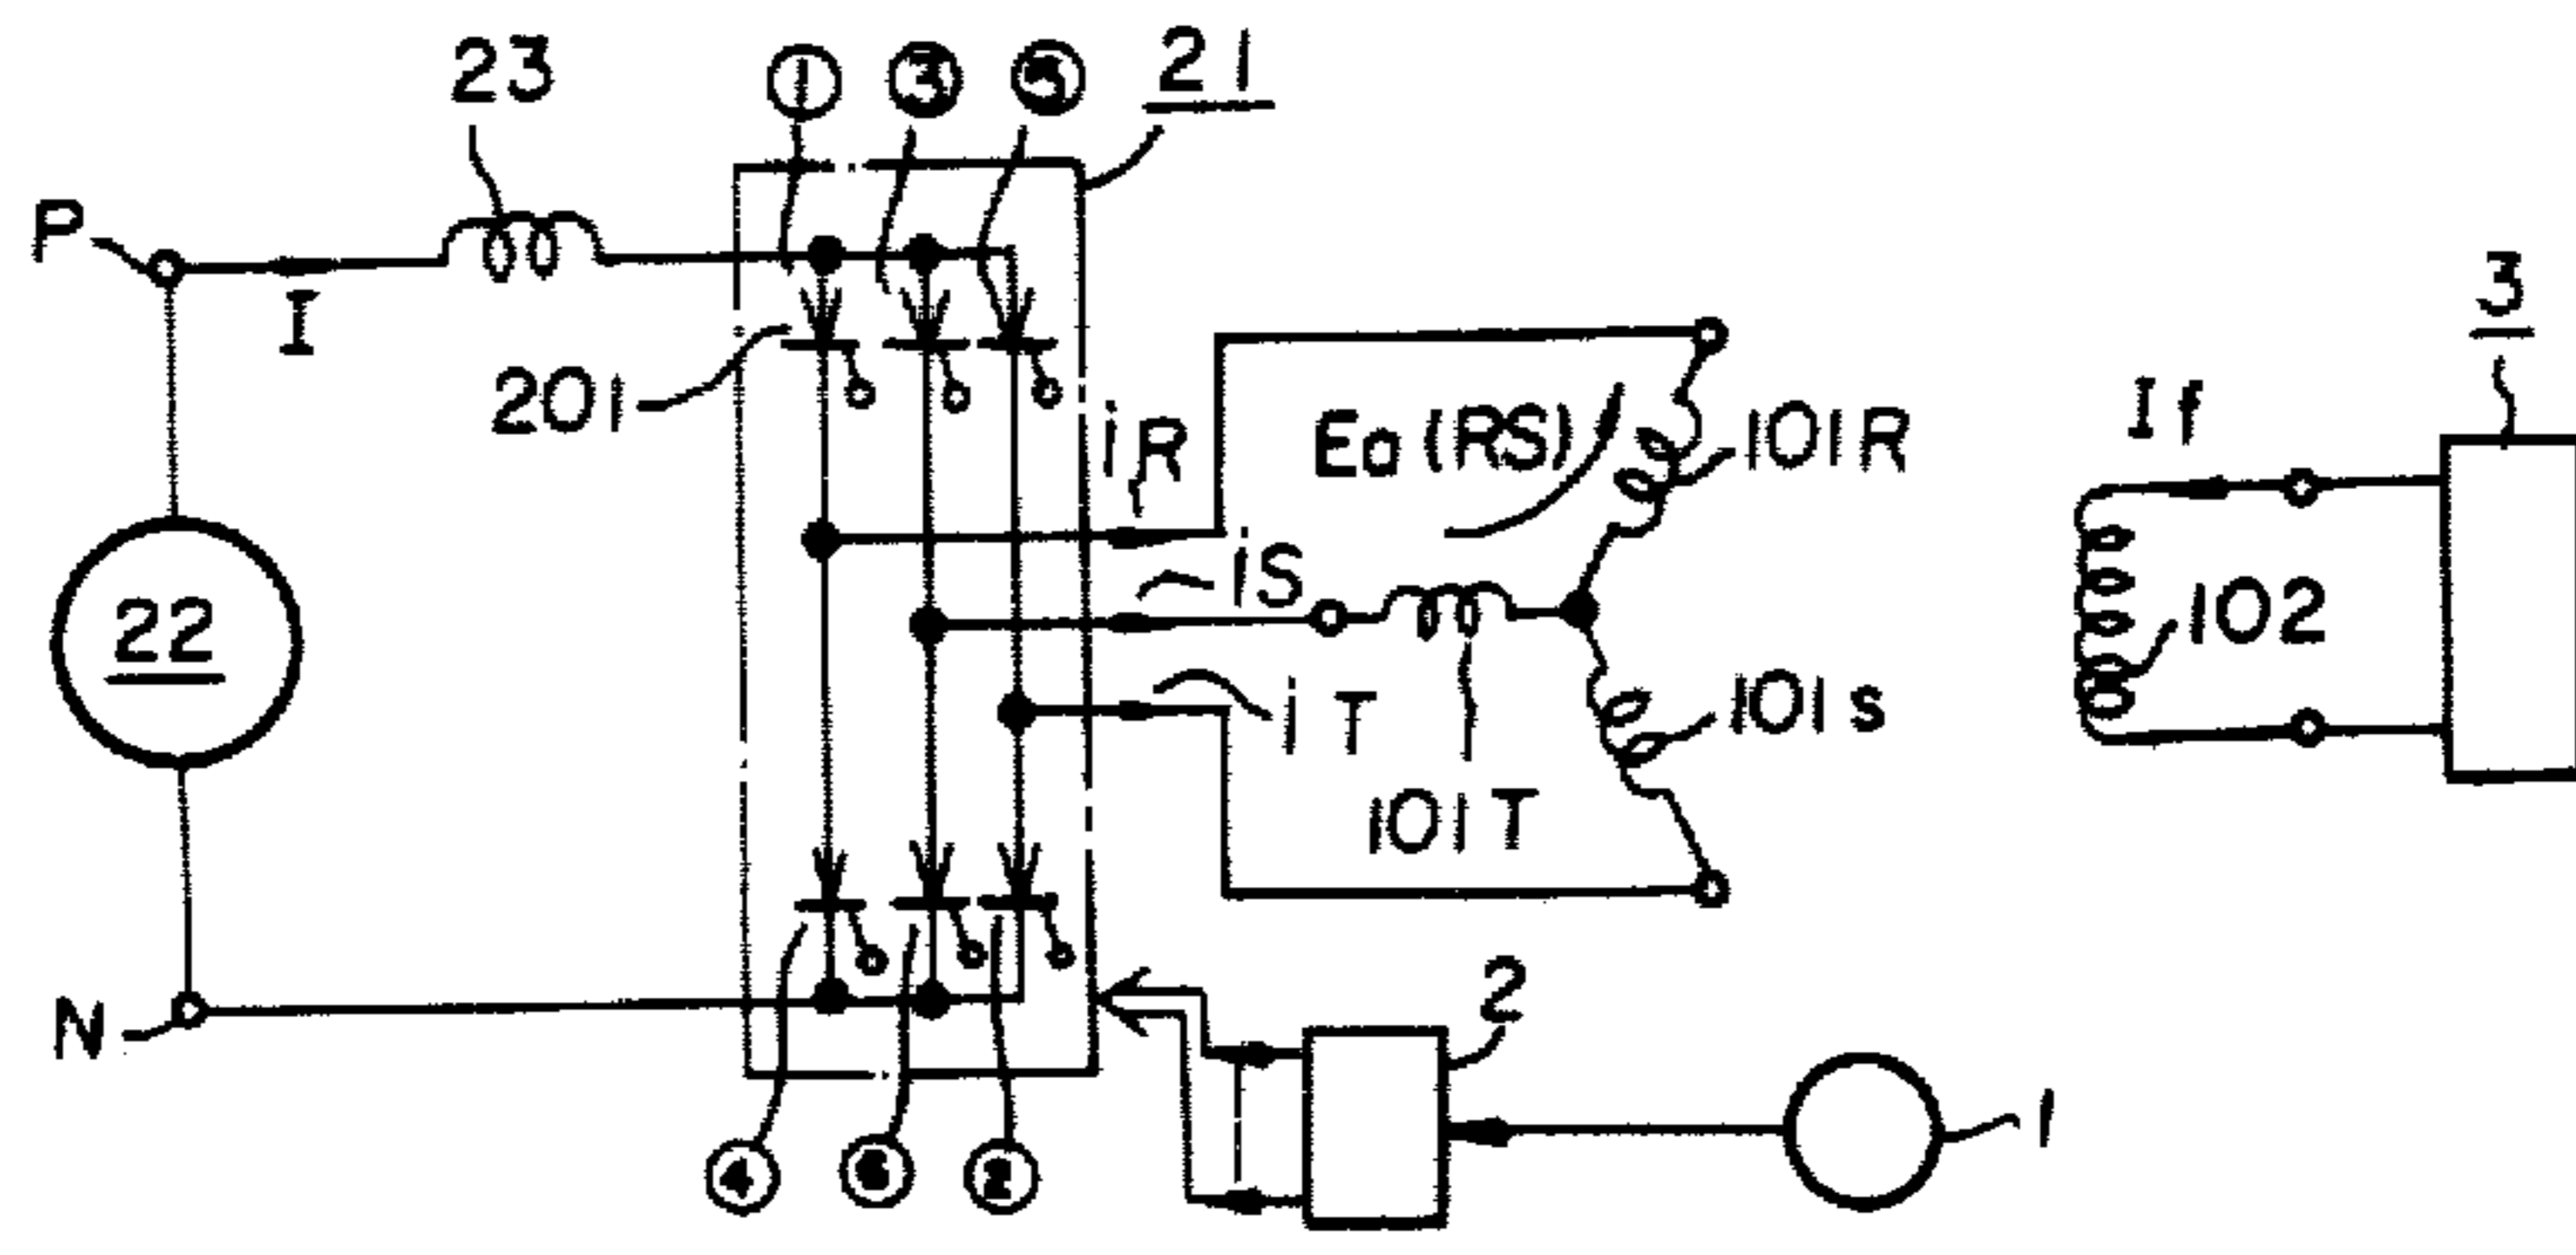 23
①
③
⑤
21
P
I
201
iR
Ea (RS)
101R
If
3
22
iS
102
iT
101T
101s
N
2
④
⑥
②
1